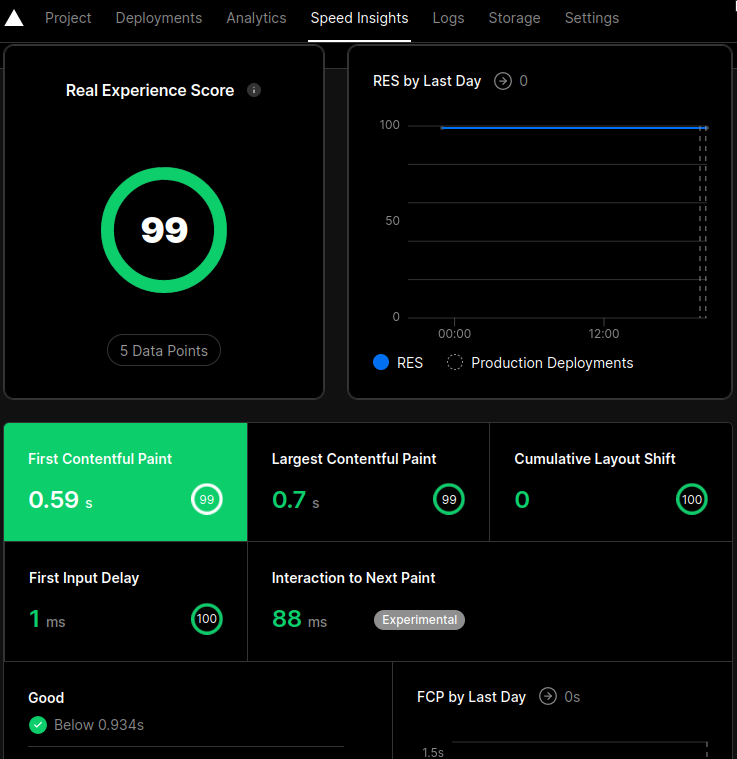 Project Deployments Analytics Speed Insights Logs Storage Settings
Real Experience Score
99
5 Data Points
RES by Last Day 0
100
50
0
00:00 12:00
RES Production Deployments
First Contentful Paint
0.59 s 99
Largest Contentful Paint
0.7 s 99
Cumulative Layout Shift
0 100
First Input Delay
1 ms 100
Interaction to Next Paint
88 ms Experimental
Good
Below 0.934s
FCP by Last Day 0s
1.5s